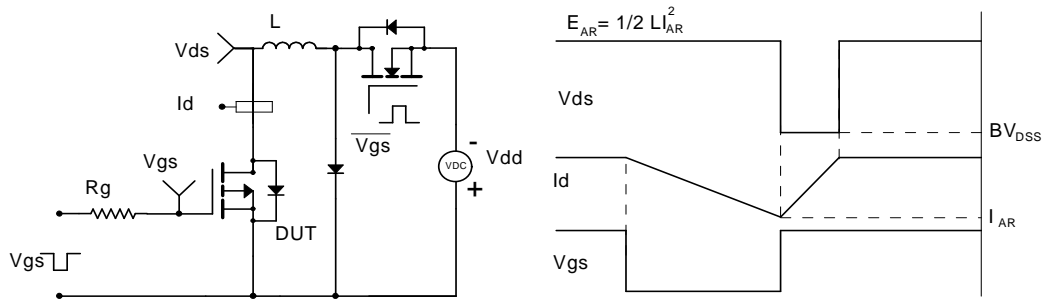 L
Vds
Id
Vgs
Vgs
Rg
DUT
Vgs
VDC
-
+
Vdd
E_AR= 1/2 LI_AR^2
Vds
BV_DSS
Id
I_AR
Vgs